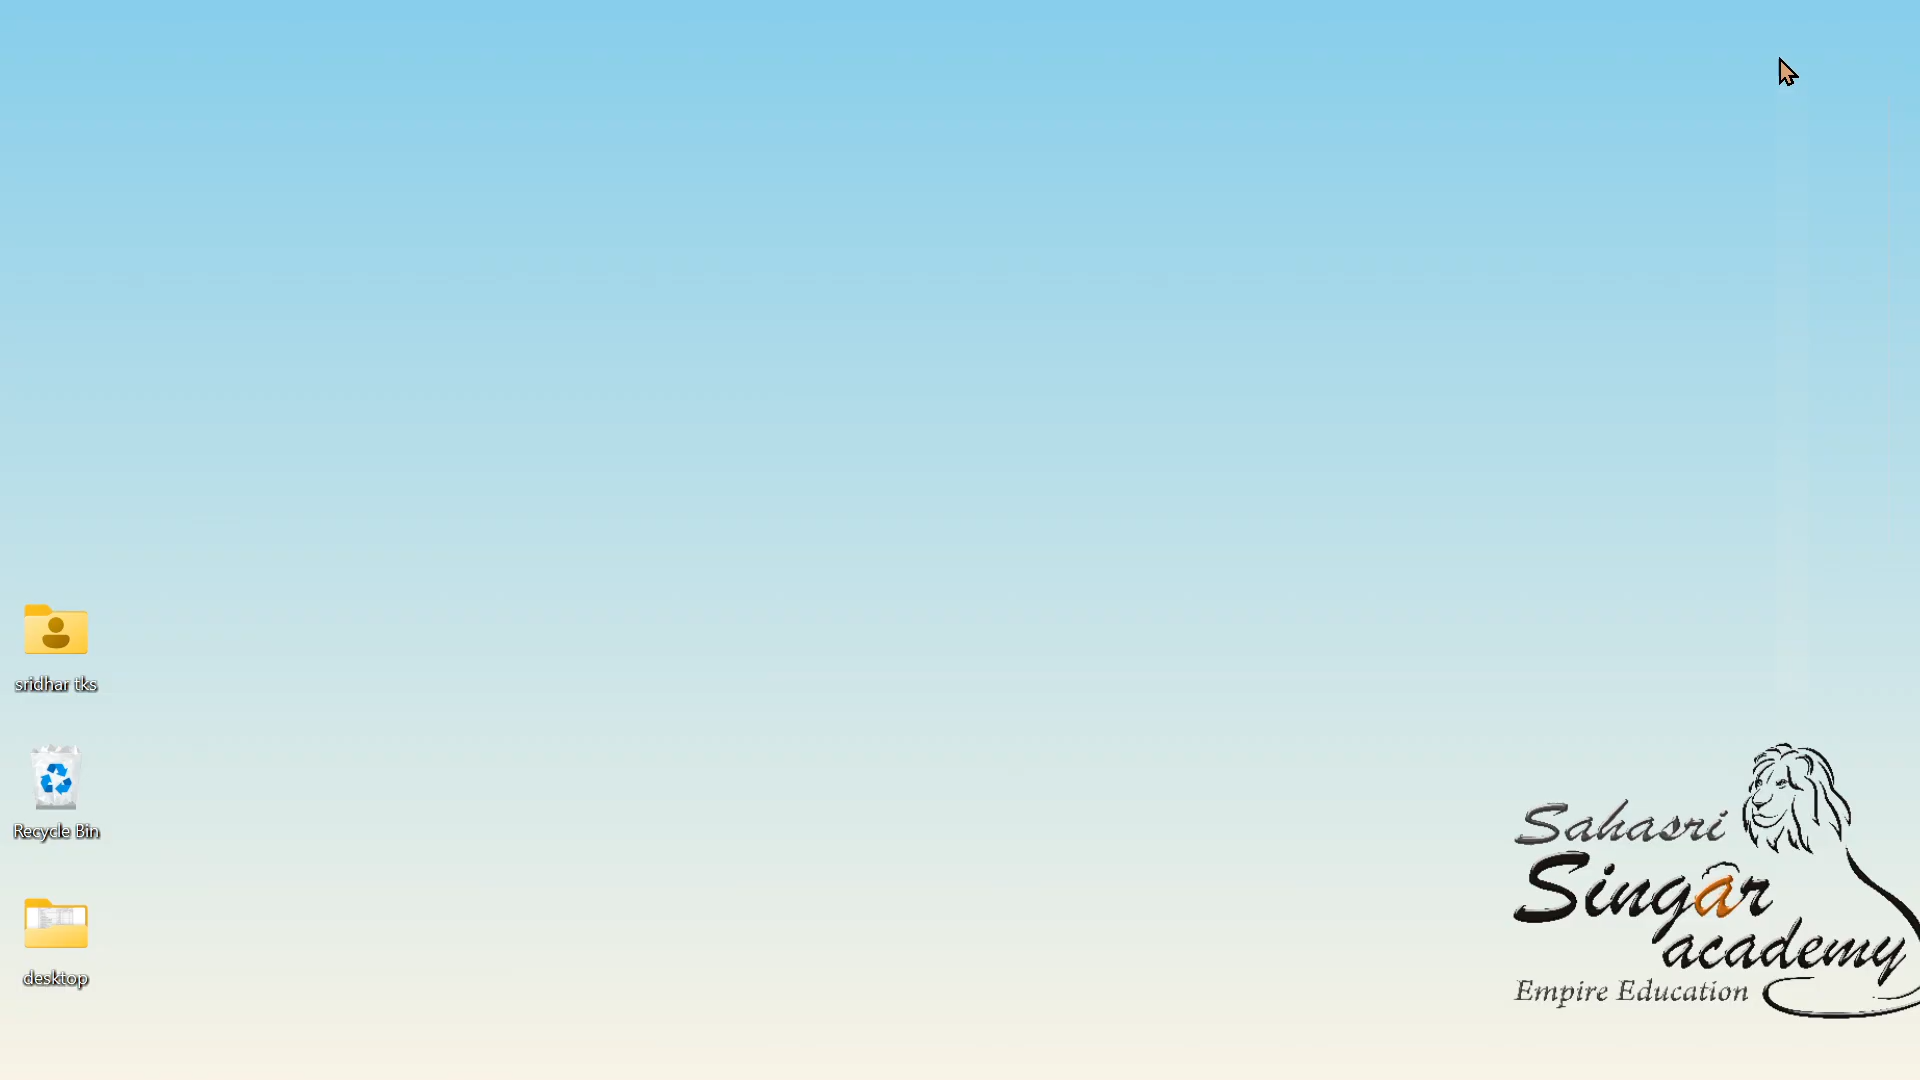 sridhar tks
Recycle Bin
desktop
Sahasri
Singar
academy
Empire Education